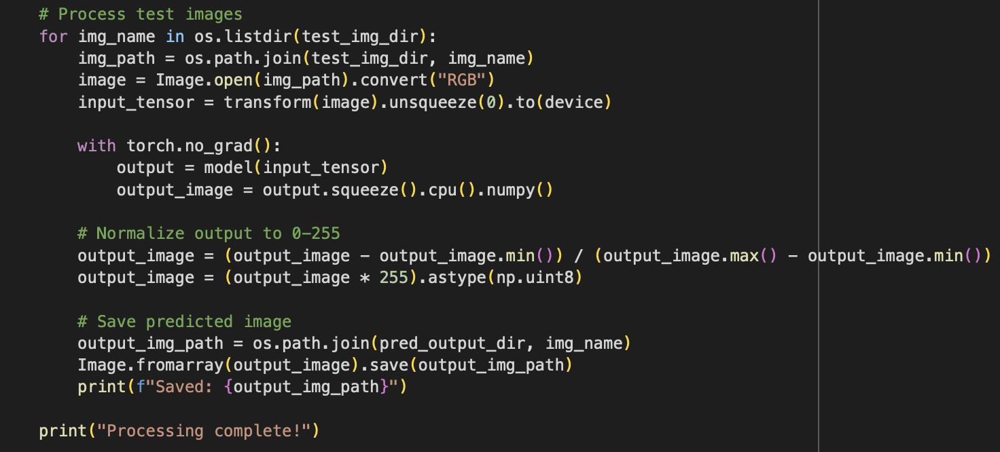 # Process test images
for img_name in os.listdir(test_img_dir):
    img_path = os.path.join(test_img_dir, img_name)
    image = Image.open(img_path).convert("RGB")
    input_tensor = transform(image).unsqueeze(0).to(device)

    with torch.no_grad():
        output = model(input_tensor)
        output_image = output.squeeze().cpu().numpy()

    # Normalize output to 0-255
    output_image = (output_image - output_image.min()) / (output_image.max() - output_image.min())
    output_image = (output_image * 255).astype(np.uint8)

    # Save predicted image
    output_img_path = os.path.join(pred_output_dir, img_name)
    Image.fromarray(output_image).save(output_img_path)
    print(f"Saved: {output_img_path}")

print("Processing complete!")